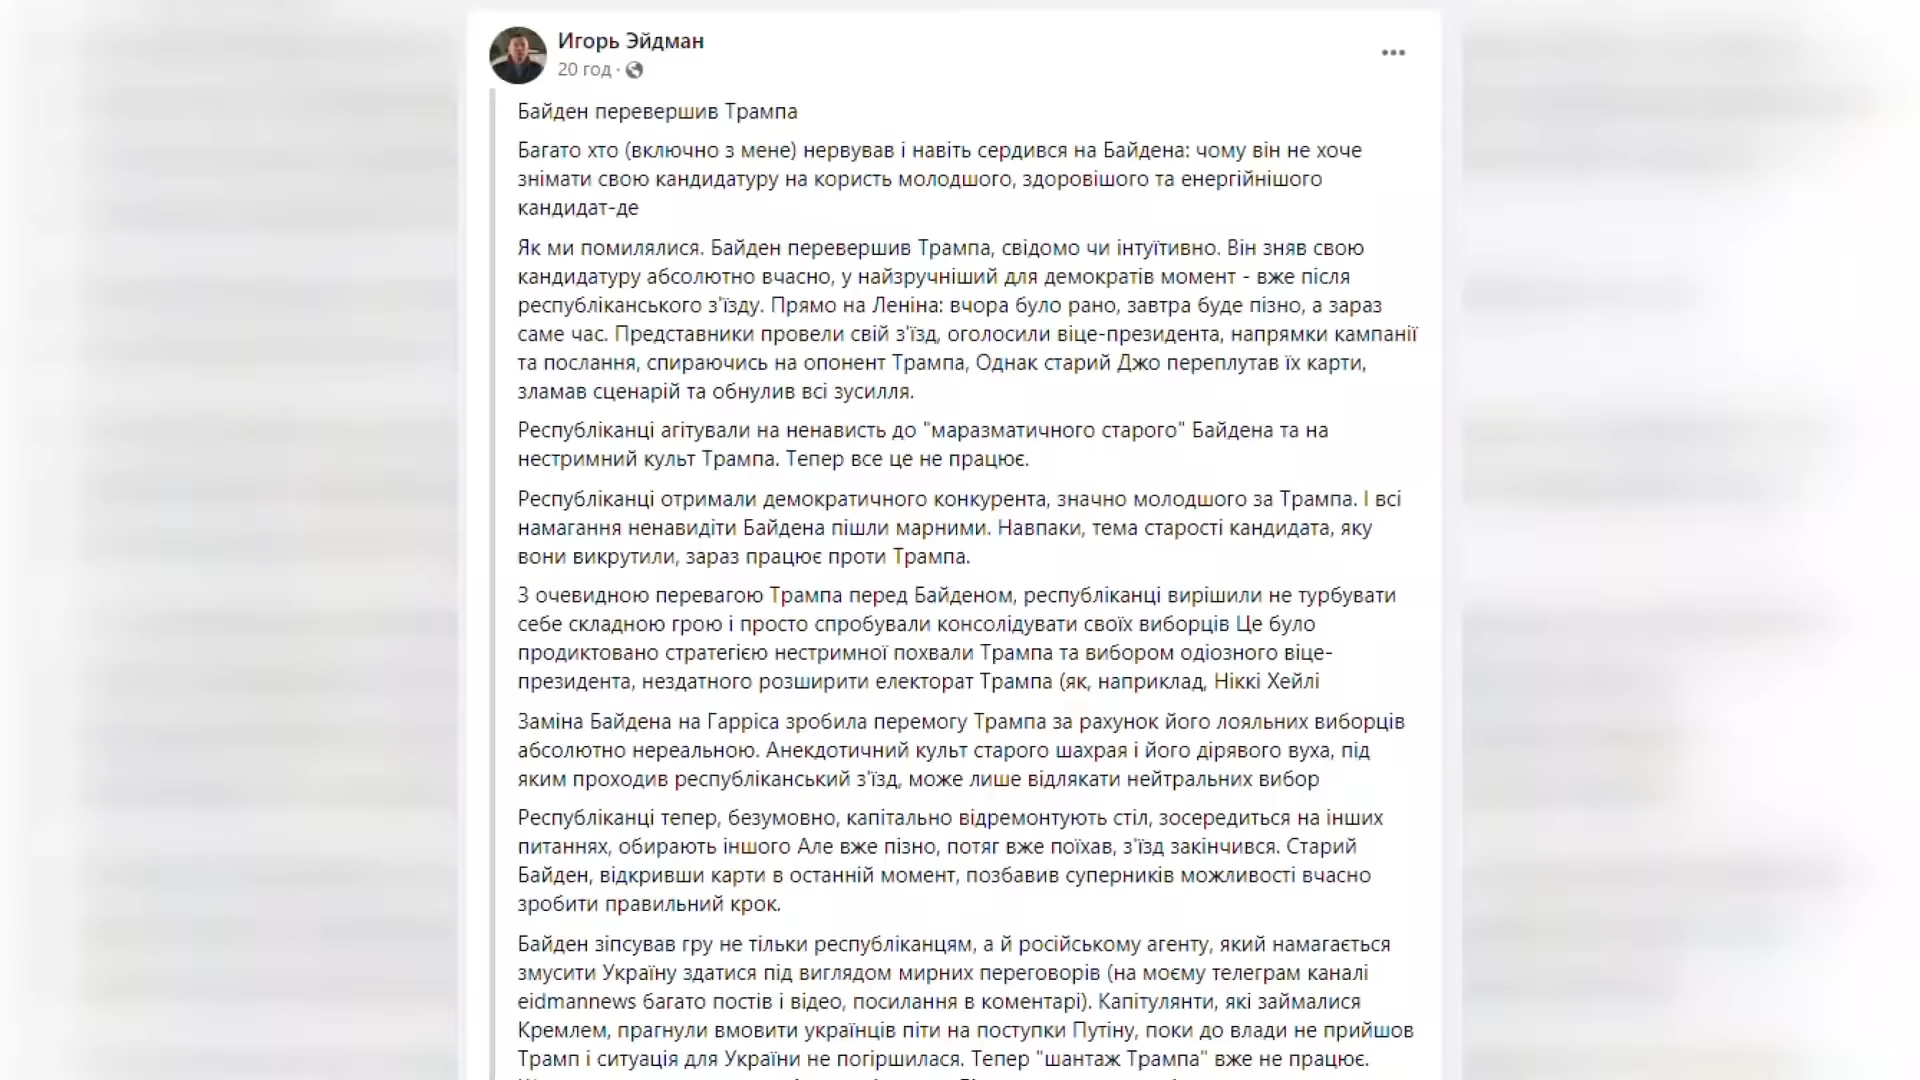 Игорь Эйдман
20 год ·
Байден перевершив Трампа
Багато хто (включно з мене) нервував і навіть сердився на Байдена: чому він не хоче
знімати свою кандидатуру на користь молодшого, здоровішого та енергійнішого
кандидат-де
Як ми помилялися. Байден перевершив Трампа, свідомо чи інтуїтивно. Він зняв свою
кандидатуру абсолютно вчасно, у найзручніший для демократів момент - вже після
республіканського з'їзду. Прямо на Леніна: вчора було рано, завтра буде пізно, а зараз
саме час. Представники провели свій з'їзд, оголосили віце-президента, напрямки кампанії
та послання, спираючись на опонент Трампа, Однак старий Джо переплутав їх карти,
зламав сценарій та обнулив всі зусилля.
Республіканці агітували на ненависть до "маразматичного старого" Байдена та на
нестримний культ Трампа. Тепер все це не працює.
Республіканці отримали демократичного конкурента, значно молодшого за Трампа. І всі
намагання ненавидіти Байдена пішли марними. Навпаки, тема старості кандидата, яку
вони викрутили, зараз працює проти Трампа.
З очевидною перевагою Трампа перед Байденом, республіканці вирішили не турбувати
себе складною грою і просто спробували консолідувати своїх виборців Це було
продиктовано стратегією нестримної похвали Трампа та вибором одіозного віце-
президента, нездатного розширити електорат Трампа (як, наприклад, Ніккі Хейлі
Заміна Байдена на Гарріса зробила перемогу Трампа за рахунок його лояльних виборців
абсолютно нереальною. Анекдотичний культ старого шахрая і його дірявого вуха, під
яким проходив республіканський з'їзд, може лише відлякати нейтральних вибор
Республіканці тепер, безумовно, капітально відремонтують стіл, зосередиться на інших
питаннях, обирають іншого Але вже пізно, потяг вже поїхав, з'їзд закінчився. Старий
Байден, відкривши карти в останній момент, позбавив суперників можливості вчасно
зробити правильний крок.
Байден зіпсував гру не тільки республіканцям, а й російському агенту, який намагається
змусити Україну здатися під виглядом мирних переговорів (на моєму телеграм каналі
eidmannews багато постів і відео, посилання в коментарі). Капітулянти, які займалися
Кремлем, прагнули вмовити українців піти на поступки Путіну, поки до влади не прийшов
Трамп і ситуація для України не погіршилася. Тепер "шантаж Трампа" вже не працює.